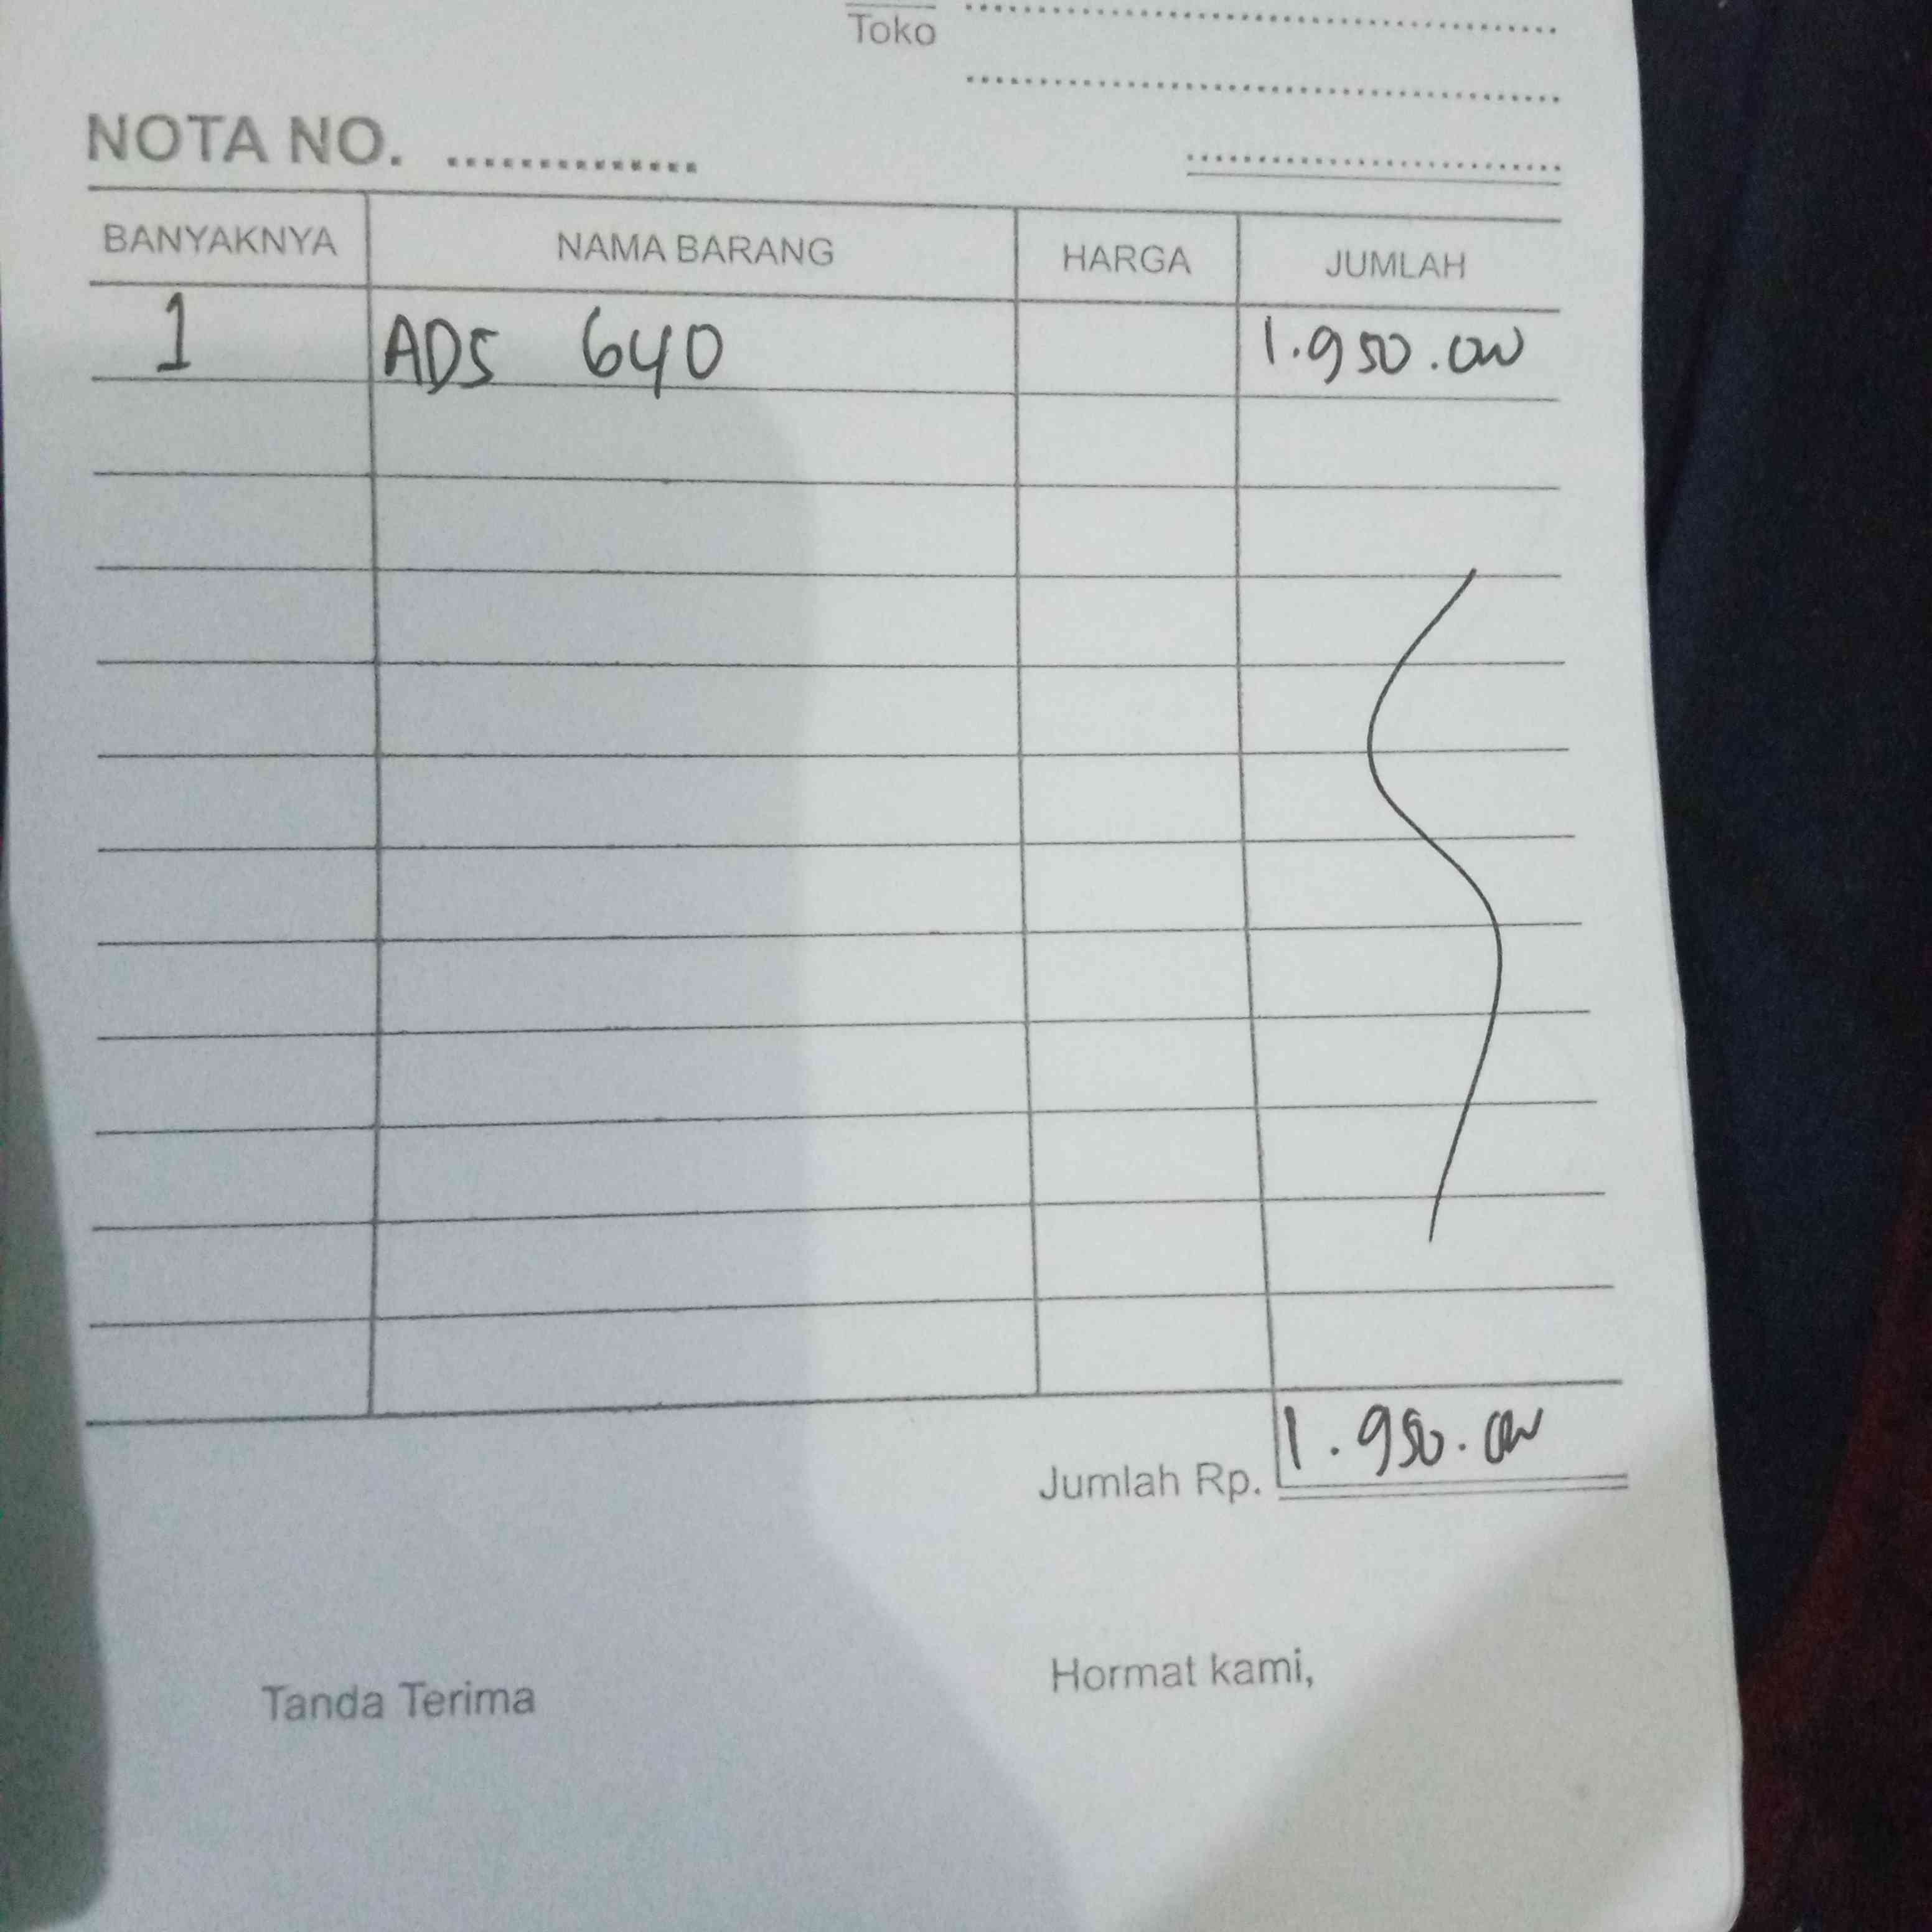 Toko
NOTA NO.
BANYAKNYA NAMA BARANG HARGA JUMLAH
1 ADS 640 1.950.000
Jumlah Rp. 1.950.000
Tanda Terima Hormat kami,